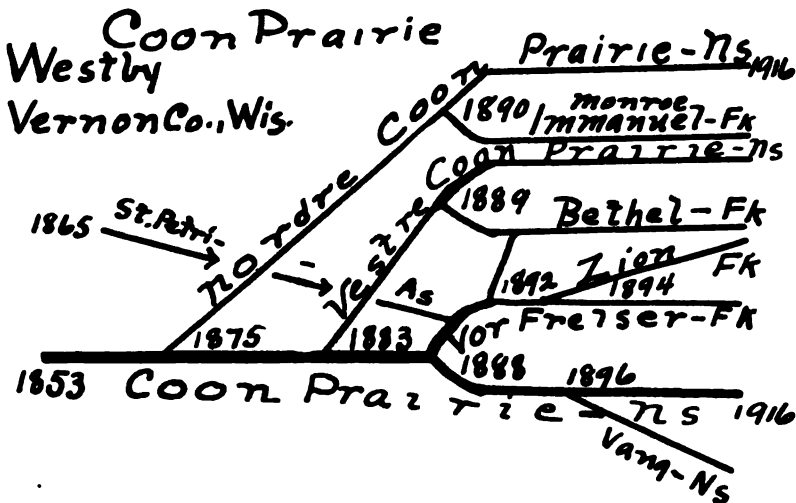 Coon Prairie
Westby
Vernon Co., Wis.
Nordre Coon Prairie-Ns 1916
1890 Monroe
Immanuel-Fk
Vestre Coon Prairie-Ns
1889
Bethel-Fk
1865 St. Petri-
-
As
1892 Zion 1894
Fk
Vor Frelser-Fk
1875
1883
1888
1896
1853 Coon Prairie-Ns 1916
Vang-Ns